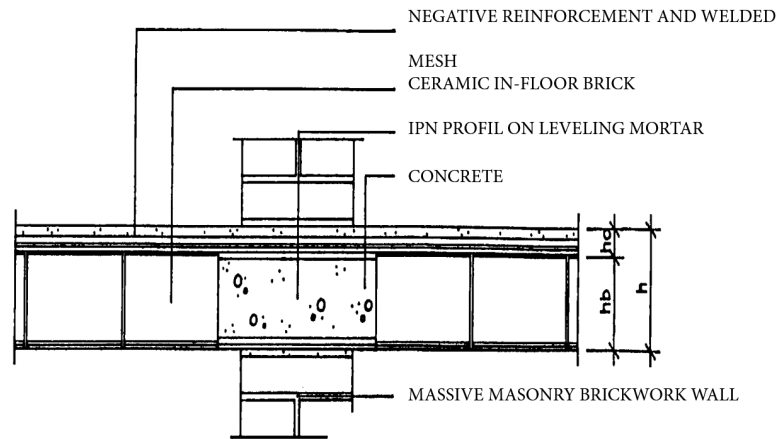 NEGATIVE REINFORCEMENT AND WELDED
MESH
CERAMIC IN-FLOOR BRICK
IPN PROFIL ON LEVELING MORTAR
CONCRETE
hc
hb
h
MASSIVE MASONRY BRICKWORK WALL